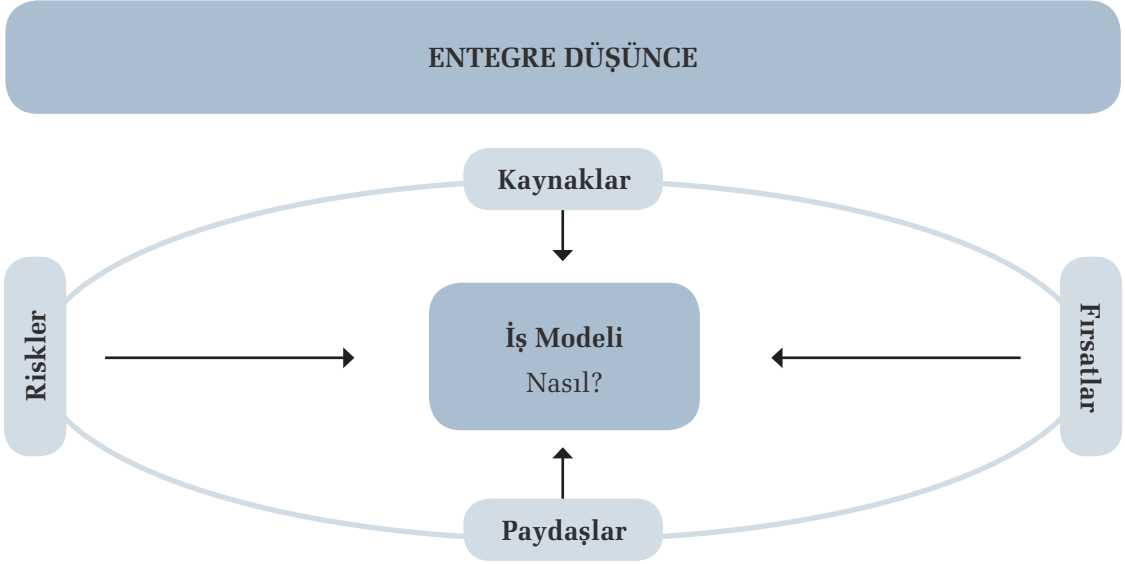 ENTEGRE DÜŞÜNCE
Kaynaklar
Riskler
İş Modeli
Nasıl?
Fırsatlar
Paydaşlar